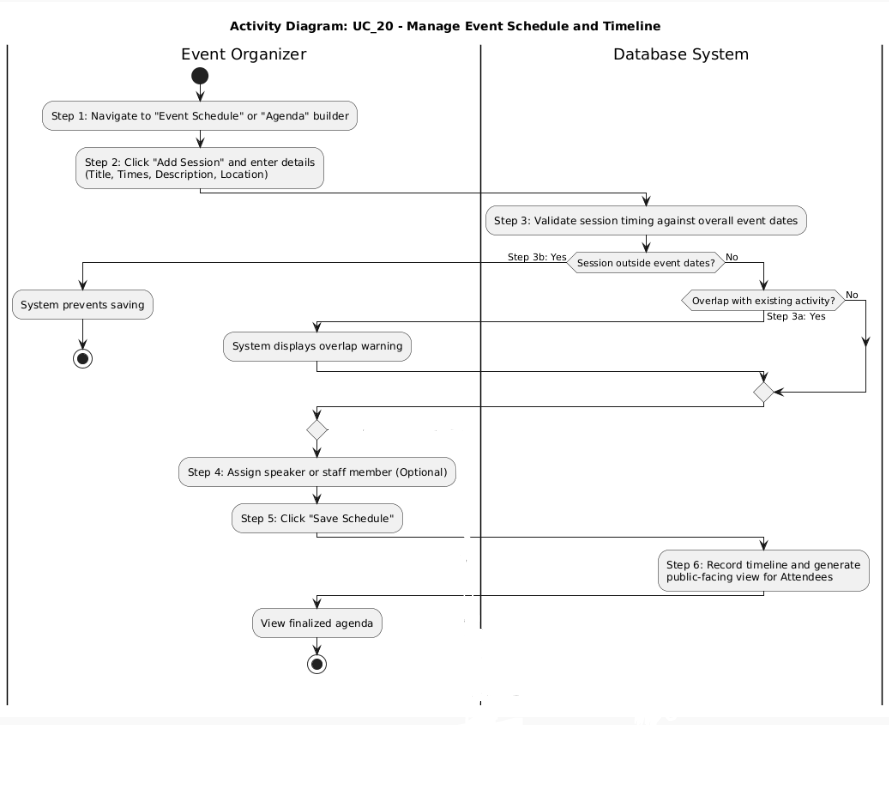 Activity Diagram: UC_20 - Manage Event Schedule and Timeline
Event Organizer
Database System
Step 1: Navigate to "Event Schedule" or "Agenda" builder
Step 2: Click "Add Session" and enter details
(Title, Times, Description, Location)
Step 3: Validate session timing against overall event dates
Step 3b: Yes
Session outside event dates?
No
System prevents saving
Overlap with existing activity?
No
Step 3a: Yes
System displays overlap warning
Step 4: Assign speaker or staff member (Optional)
Step 5: Click "Save Schedule"
Step 6: Record timeline and generate
public-facing view for Attendees
View finalized agenda